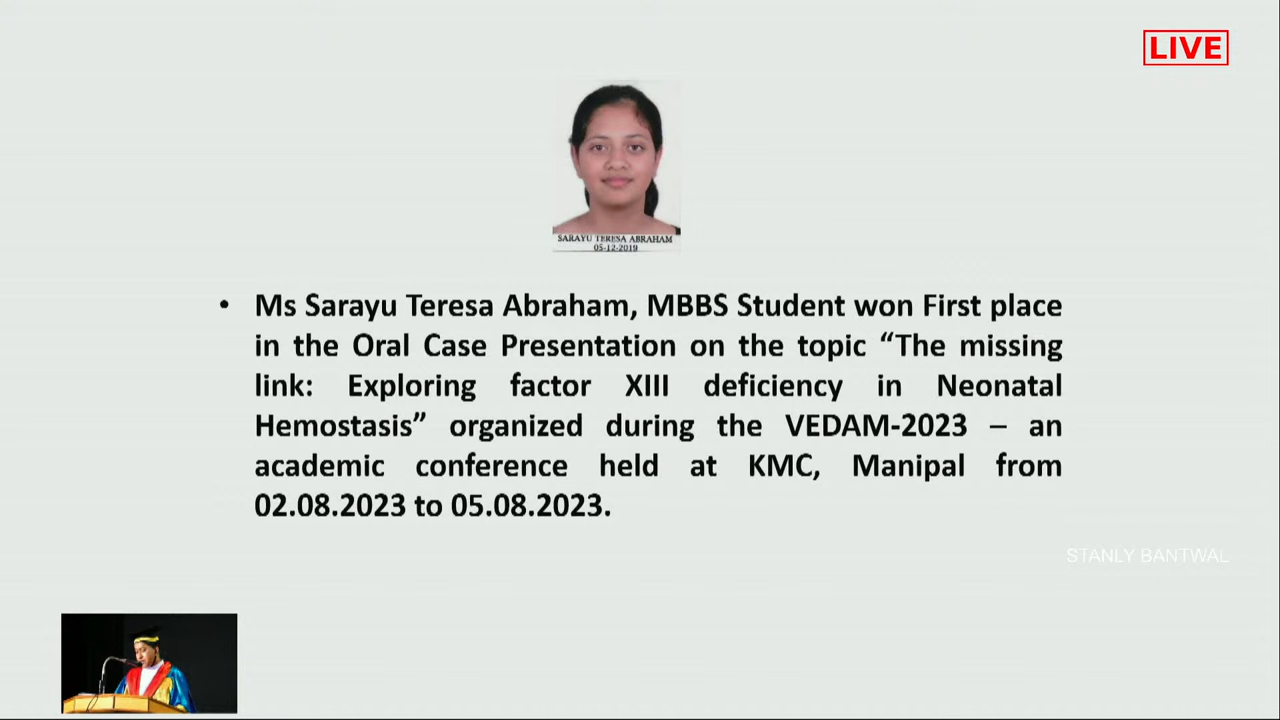 LIVE
SARAYU TERESA ABRAHAM
05-12-2019
• Ms Sarayu Teresa Abraham, MBBS Student won First place
in the Oral Case Presentation on the topic “The missing
link: Exploring factor XIII deficiency in Neonatal
Hemostasis” organized during the VEDAM-2023 – an
academic conference held at KMC, Manipal from
02.08.2023 to 05.08.2023.
STANLY BANTWAL